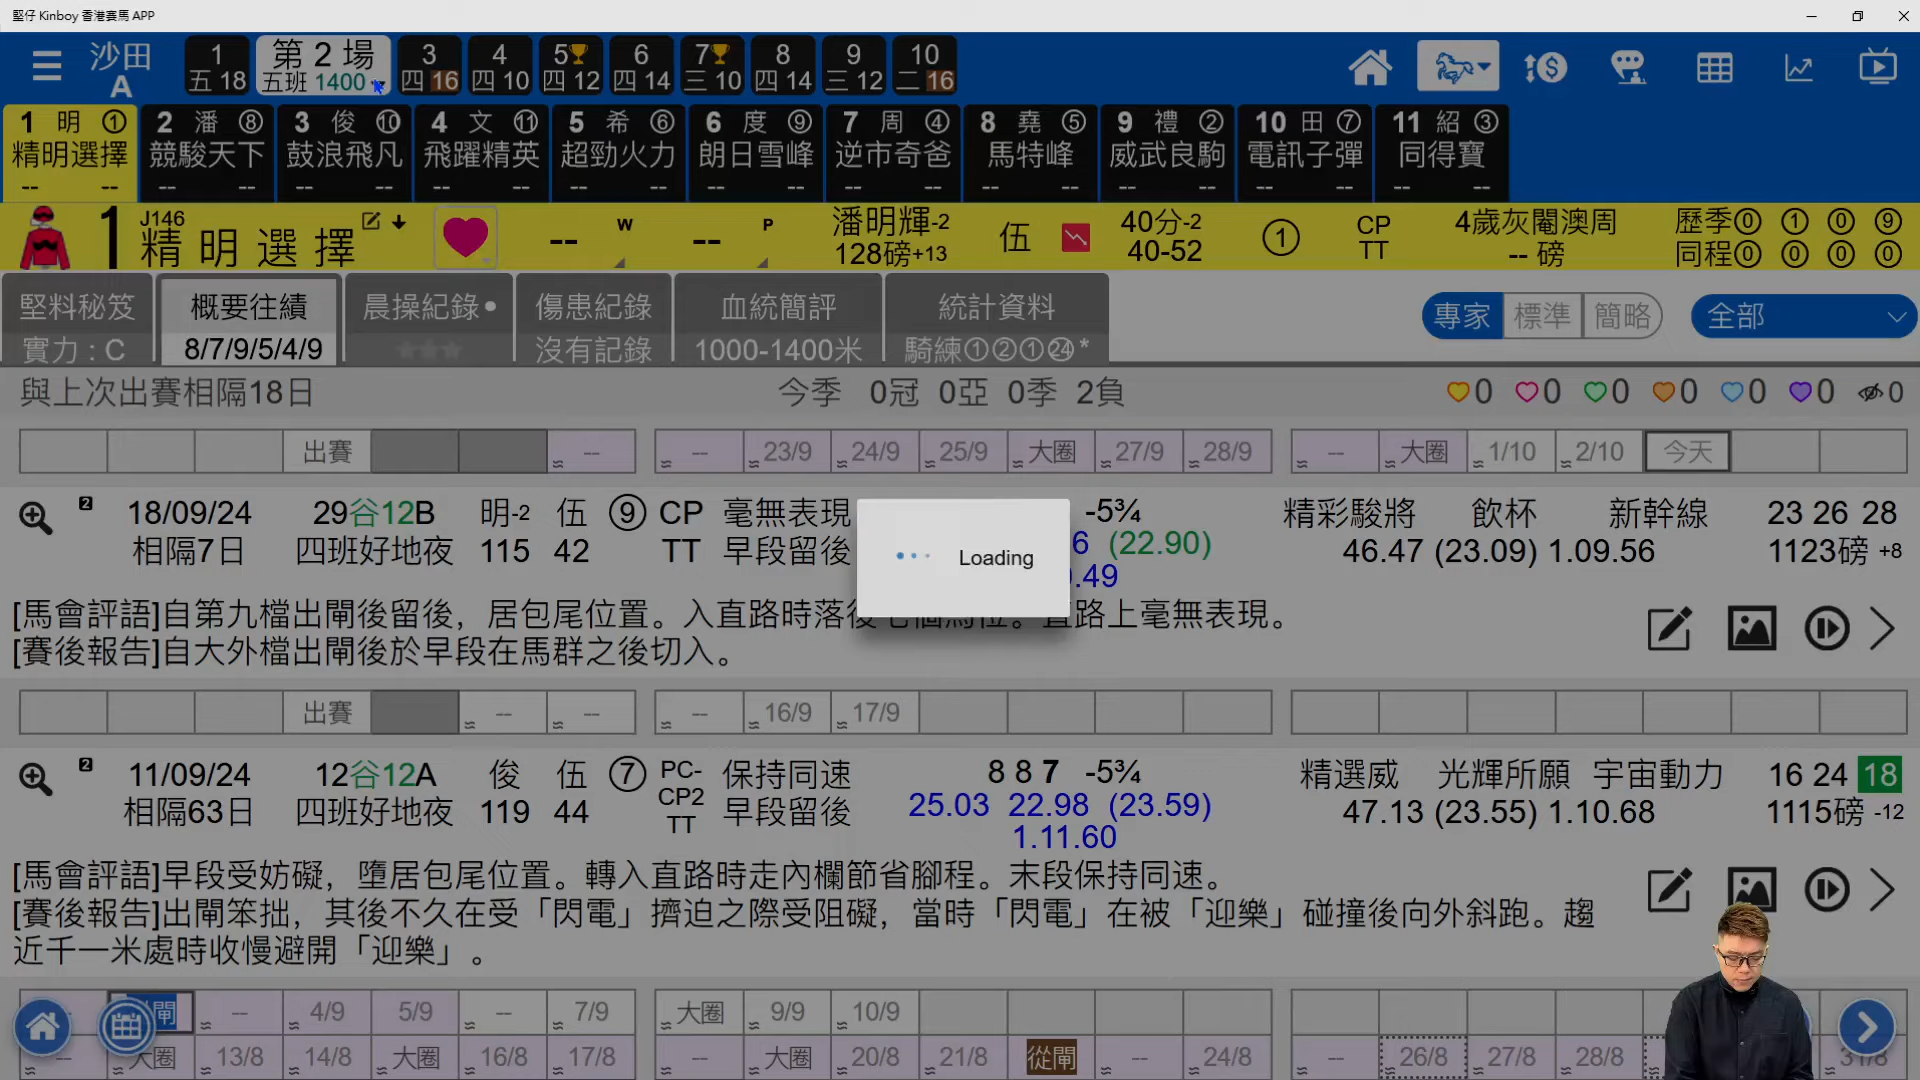 堅仔 Kinboy 香港賽馬 APP
沙田 A
1 五 18
第 2 場 五班 1400
3 四 16
4 四 10
5 四 12
6 四 14
7 三 10
8 四 14
9 三 12
10 二 16
1 明 ① 精明選擇 -- --
2 潘 ⑧ 競駿天下 -- --
3 俊 ⑩ 鼓浪飛凡 -- --
4 文 ⑪ 飛躍精英 -- --
5 希 ⑥ 超勁火力 -- --
6 度 ⑨ 朗日雪峰 -- --
7 周 ④ 逆市奇爸 -- --
8 堯 ⑤ 馬特峰 -- --
9 禮 ② 威武良駒 -- --
10 田 ⑦ 電訊子彈 -- --
11 紹 ③ 同得寶 -- --
1 J146 精明選擇 -- W -- P 潘明輝-2 128磅+13 伍 40分-2 40-52 ① CP TT 4歲灰閹澳周 -- 磅
歷季⓪ ① ⓪ ⑨
同程⓪ ⓪ ⓪ ⓪
堅料秘笈 實力 : C
概要往績 8/7/9/5/4/9
晨操紀錄 ● ★★★
傷患紀錄 沒有記錄
血統簡評 1000-1400米
統計資料 騎練①②①㉔*
專家 標準 簡略 全部
與上次出賽相隔18日 今季 0冠 0亞 0季 2負 0 0 0 0 0 0 0
出賽 -- -- 23/9 24/9 25/9 大圈 27/9 28/9 -- 大圈 1/10 2/10 今天
2 18/09/24 29谷12B 明-2 伍 ⑨ CP 毫無表現 -5¾ 精彩駿將 飲杯 新幹線 23 26 28
相隔7日 四班好地夜 115 42 TT 早段留後 6 (22.90) 46.47 (23.09) 1.09.56 1123磅 +8
.49
Loading
[馬會評語]自第九檔出閘後留後，居包尾位置。入直路時落後七個馬位。直路上毫無表現。
[賽後報告]自大外檔出閘後於早段在馬群之後切入。
出賽 -- -- -- 16/9 17/9
2 11/09/24 12谷12A 俊 伍 ⑦ PC-CP2 TT 保持同速 8 8 7 -5¾ 精選威 光輝所願 宇宙動力 16 24 18
相隔63日 四班好地夜 119 44 早段留後 25.03 22.98 (23.59) 47.13 (23.55) 1.10.68 1115磅 -12
1.11.60
[馬會評語]早段受妨礙，墮居包尾位置。轉入直路時走內欄節省腳程。末段保持同速。
[賽後報告]出閘笨拙，其後不久在受「閃電」擠迫之際受阻礙，當時「閃電」在被「迎樂」碰撞後向外斜跑。趨
近千一米處時收慢避開「迎樂」。
閘 -- 4/9 5/9 -- 7/9 大圈 9/9 10/9
-- 大圈 13/8 14/8 大圈 16/8 17/8 -- 大圈 20/8 21/8 從閘 -- 24/8 -- 26/8 27/8 28/8 31/8